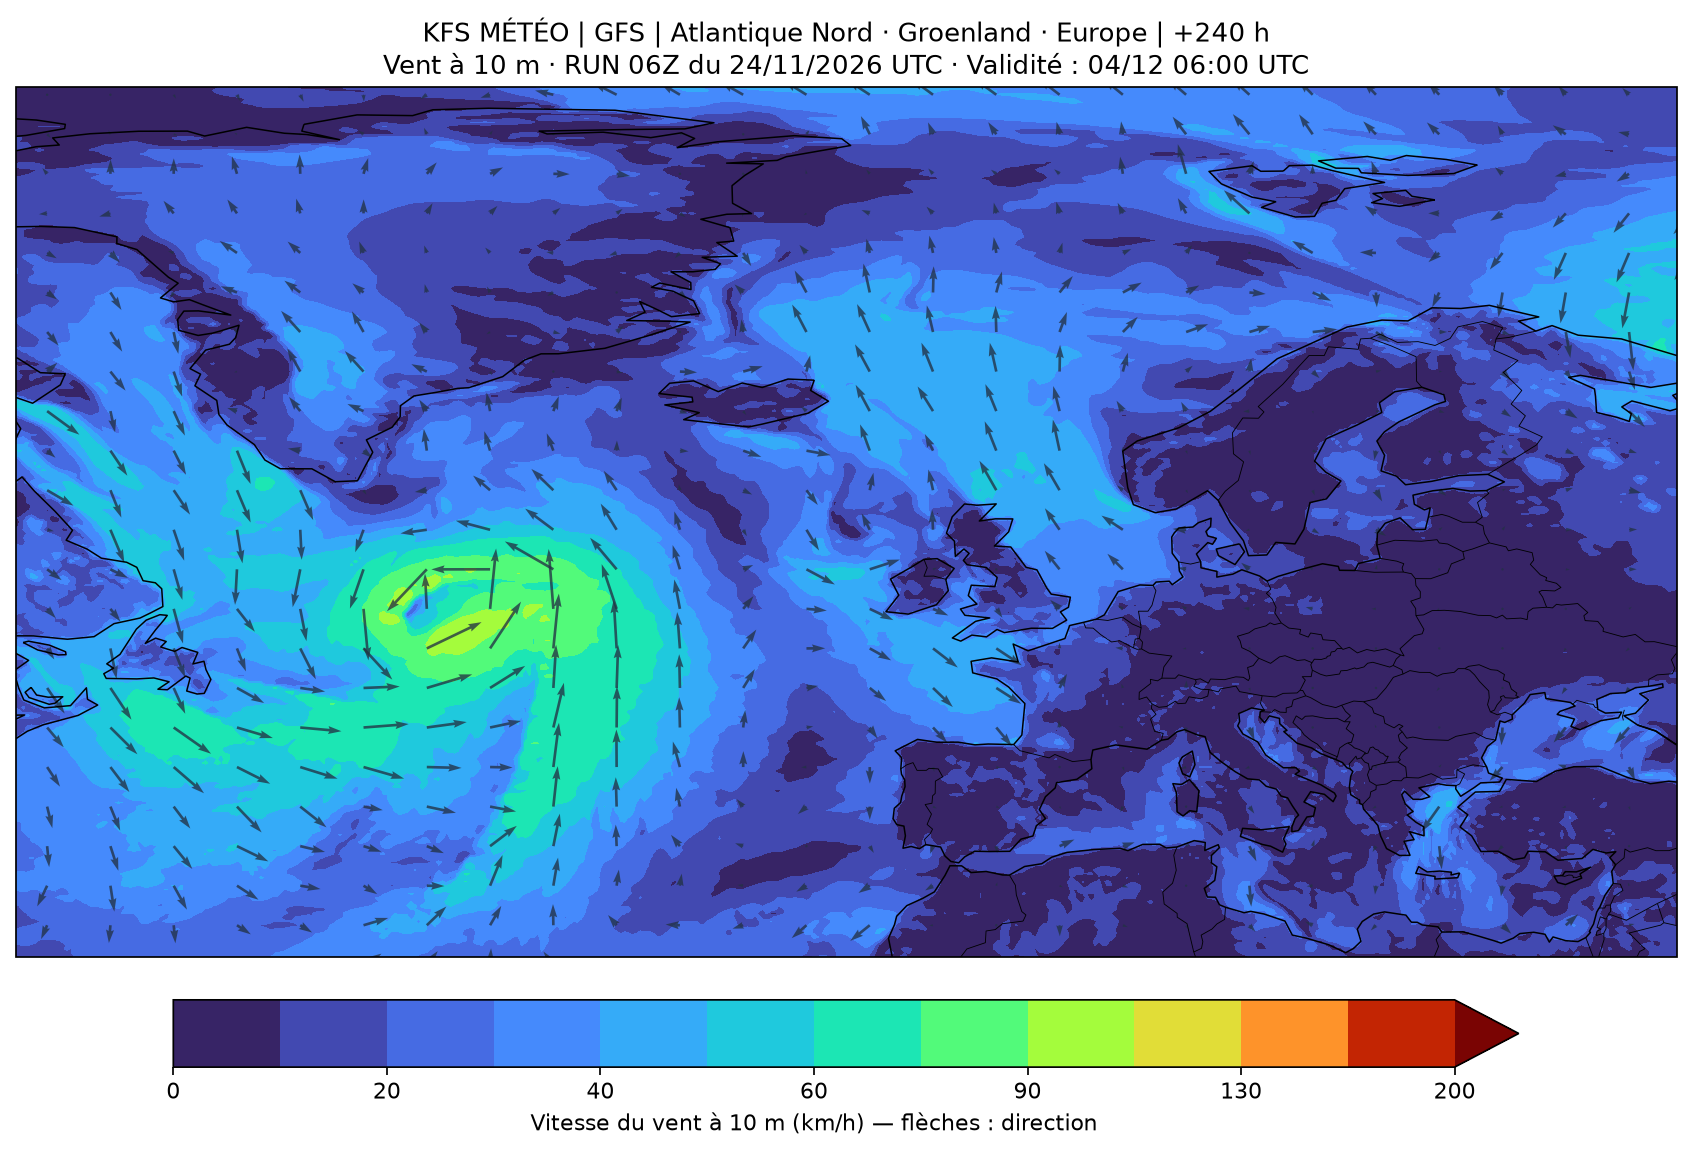 KFS MÉTÉO | GFS | Atlantique Nord · Groenland · Europe | +240 h
Vent à 10 m · RUN 06Z du 24/11/2026 UTC · Validité : 04/12 06:00 UTC
0 20 40 60 90 130 200
Vitesse du vent à 10 m (km/h) — flèches : direction